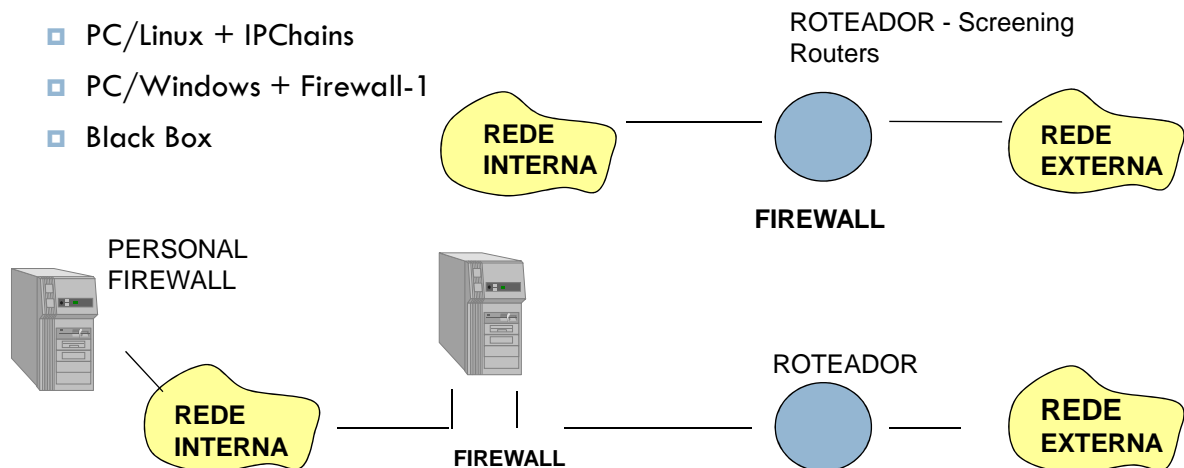 PC/Linux + IPChains
PC/Windows + Firewall-1
Black Box
ROTEADOR - Screening
Routers
REDE
INTERNA
REDE
EXTERNA
FIREWALL
PERSONAL
FIREWALL
REDE
INTERNA
FIREWALL
ROTEADOR
REDE
EXTERNA